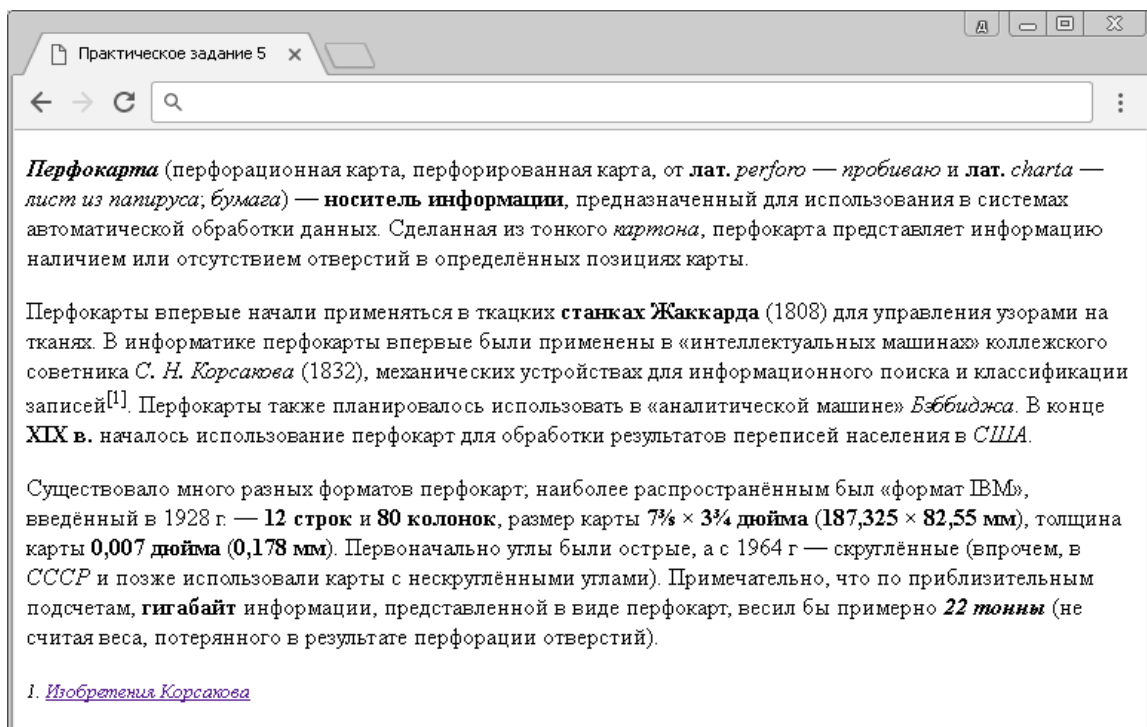 Д
Практическое задание 5
Перфокарта (перфорационная карта, перфорированная карта, от лат. perforo — пробиваю и лат. charta —
лист из папируса; бумага) — носитель информации, предназначенный для использования в системах
автоматической обработки данных. Сделанная из тонкого картона, перфокарта представляет информацию
наличием или отсутствием отверстий в определённых позициях карты.
Перфокарты впервые начали применяться в ткацких станках Жаккарда (1808) для управления узорами на
тканях. В информатике перфокарты впервые были применены в «интеллектуальных машинах» коллежского
советника С. Н. Корсакова (1832), механических устройствах для информационного поиска и классификации
записей[1]. Перфокарты также планировалось использовать в «аналитической машине» Бэббиджа. В конце
XIX в. началось использование перфокарт для обработки результатов переписей населения в США.
Существовало много разных форматов перфокарт; наиболее распространённым был «формат IBM»,
введённый в 1928 г. — 12 строк и 80 колонок, размер карты 7⅜ × 3¾ дюйма (187,325 × 82,55 мм), толщина
карты 0,007 дюйма (0,178 мм). Первоначально углы были острые, а с 1964 г — скруглённые (впрочем, в
СССР и позже использовали карты с нескруглёнными углами). Примечательно, что по приблизительным
подсчетам, гигабайт информации, представленной в виде перфокарт, весил бы примерно 22 тонны (не
считая веса, потерянного в результате перфорации отверстий).
1. Изобретения Корсакова